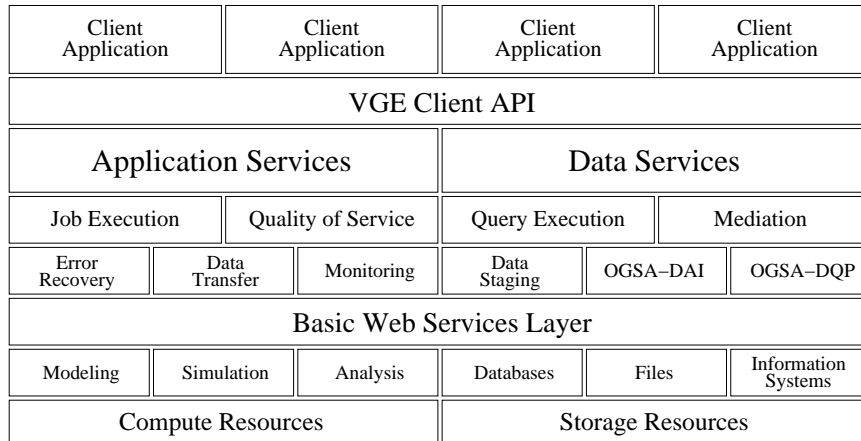 Client
Application
Client
Application
Client
Application
Client
Application
VGE Client API
Application Services
Data Services
Job Execution
Quality of Service
Query Execution
Mediation
Error
Recovery
Data
Transfer
Monitoring
Data
Staging
OGSA−DAI
OGSA−DQP
Basic Web Services Layer
Modeling
Simulation
Analysis
Databases
Files
Information
Systems
Compute Resources
Storage Resources